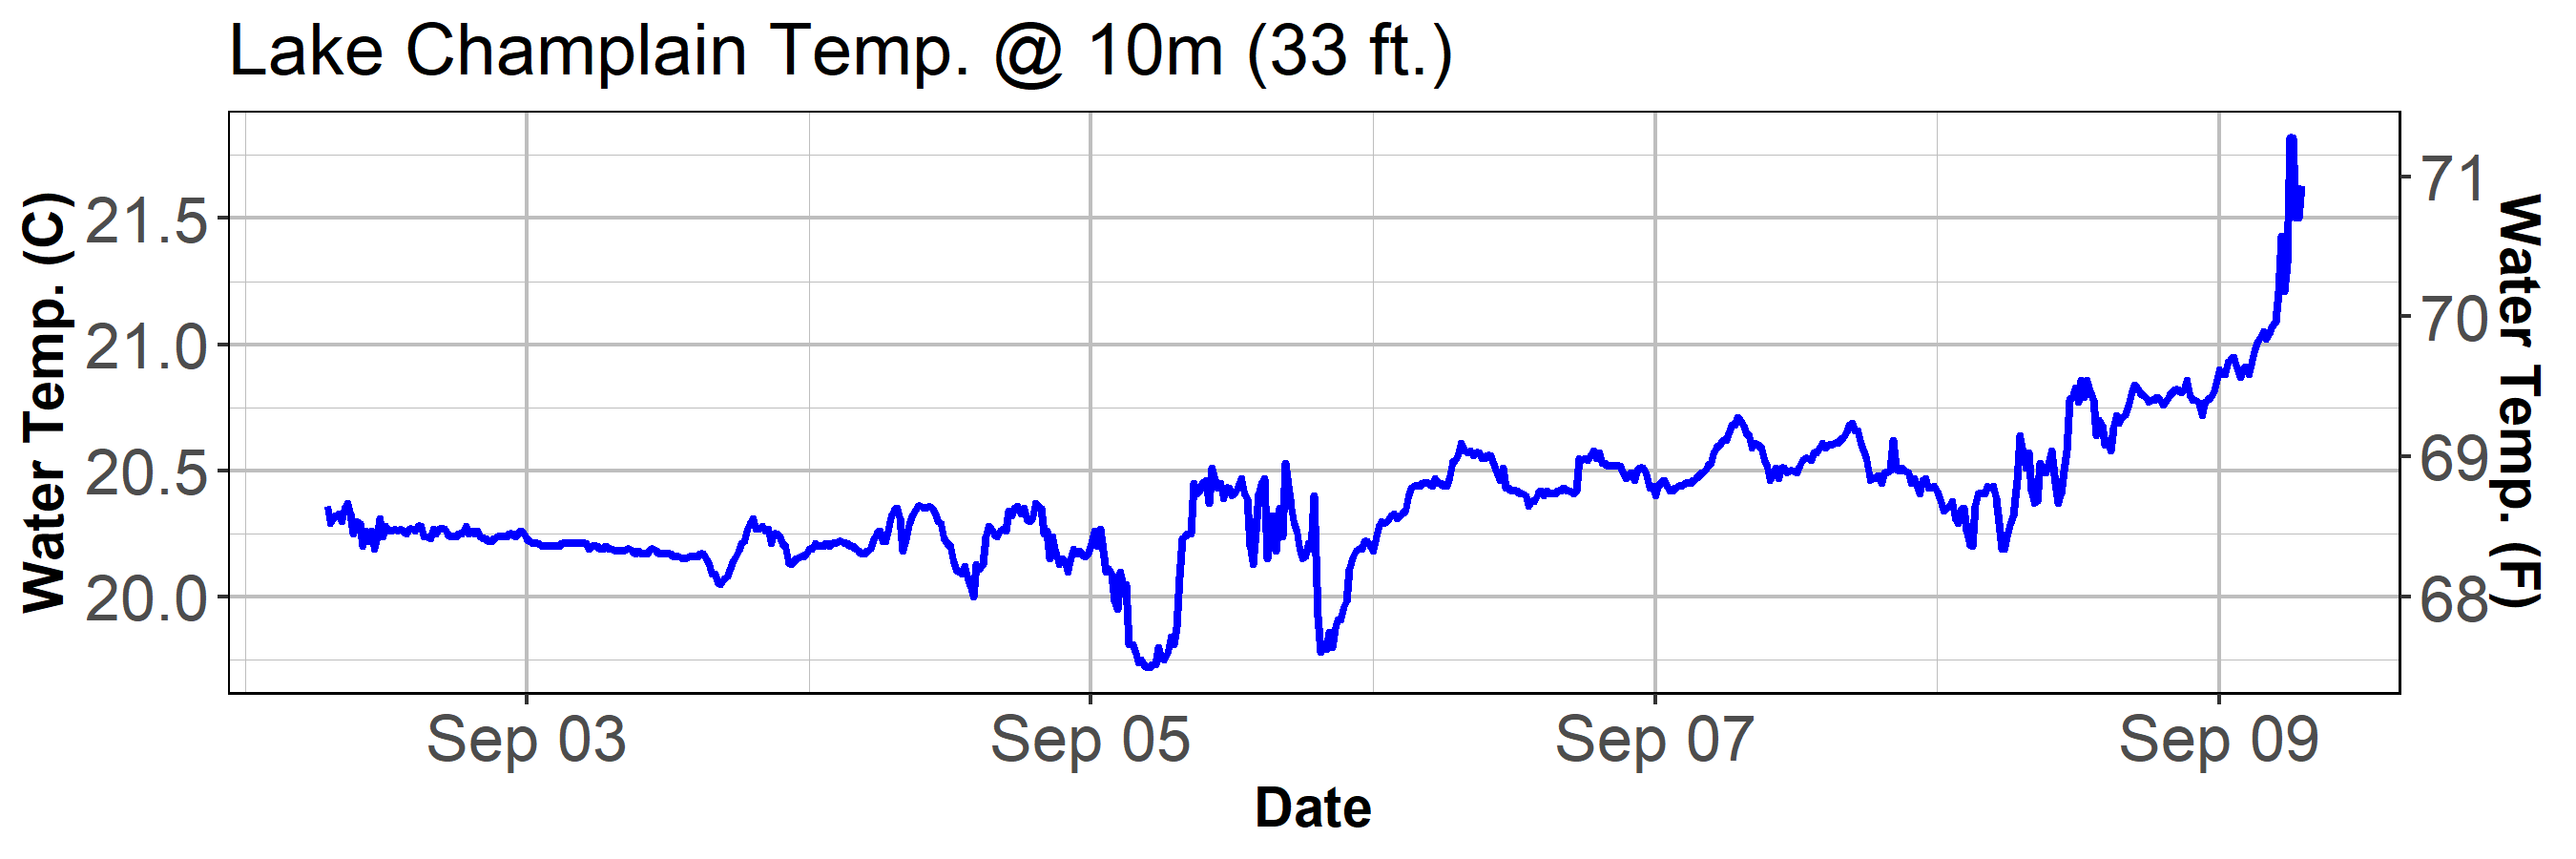 Lake Champlain Temp. @ 10m (33 ft.)
Water Temp. (C)
21.5
21.0
20.5
20.0
71
70
69
68
Water Temp. (F)
Sep 03 Sep 05 Sep 07 Sep 09
Date